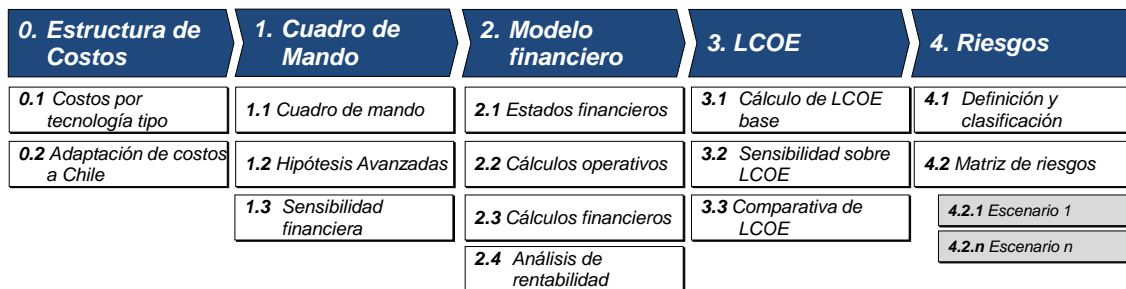 0. Estructura de
Costos
1. Cuadro de
Mando
2. Modelo
financiero
3. LCOE
4. Riesgos
0.1 Costos por
tecnología tipo
0.2 Adaptación de costos
a Chile
1.1 Cuadro de mando
1.2 Hipótesis Avanzadas
1.3 Sensibilidad
financiera
2.1 Estados financieros
2.2 Cálculos operativos
2.3 Cálculos financieros
2.4 Análisis de
rentabilidad
3.1 Cálculo de LCOE
base
3.2 Sensibilidad sobre
LCOE
3.3 Comparativa de
LCOE
4.1 Definición y
clasificación
4.2 Matriz de riesgos
4.2.1 Escenario 1
4.2.n Escenario n